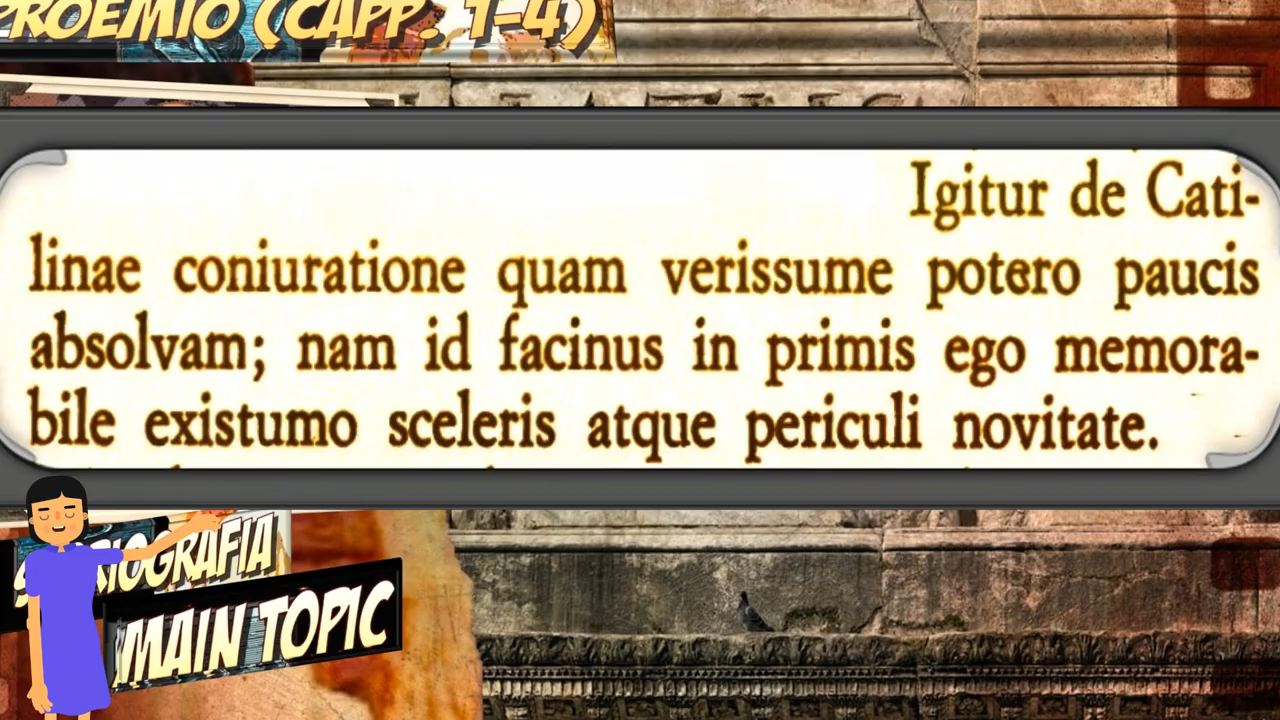 PROEMIO (CAPP. 1-4)
Igitur de Cati-
linae coniuratione quam verissume potero paucis
absolvam; nam id facinus in primis ego memora-
bile existumo sceleris atque periculi novitate.
MAIN TOPIC